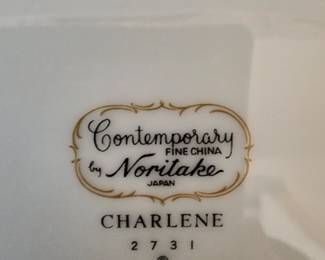 Contemporary
FINE CHINA
by Noritake
JAPAN
CHARLENE
2731